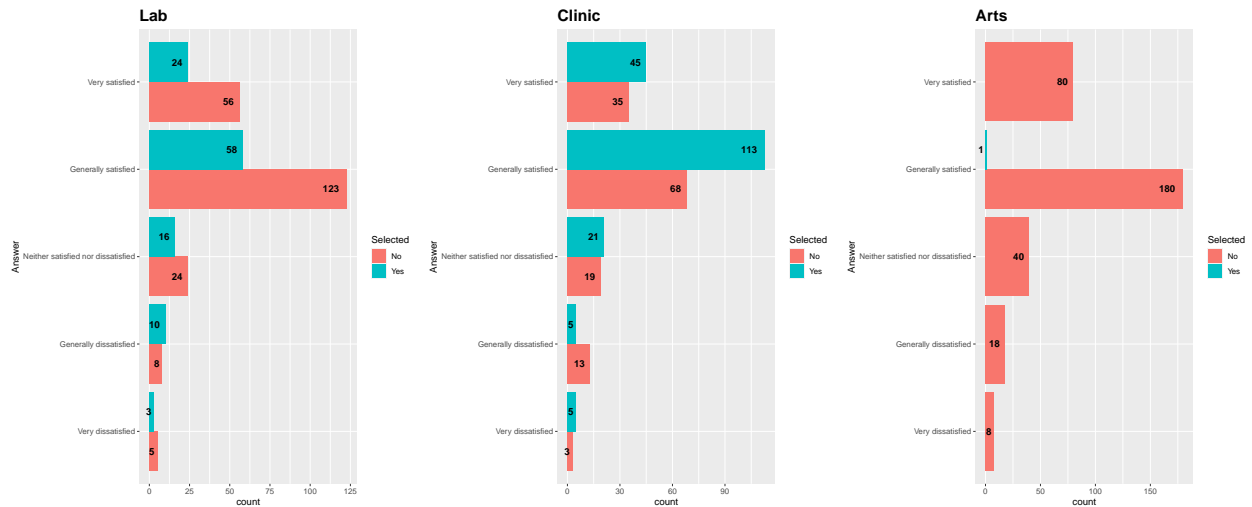 Lab
Very satisfied
24
56
Generally satisfied
58
123
Neither satisfied nor dissatisfied
16
24
Generally dissatisfied
10
8
Very dissatisfied
3
5
Answer
0
25
50
75
100
125
count
Selected
No
Yes
Clinic
Very satisfied
45
35
Generally satisfied
113
68
Neither satisfied nor dissatisfied
21
19
Generally dissatisfied
5
13
Very dissatisfied
5
3
Answer
0
30
60
90
count
Selected
No
Yes
Arts
Very satisfied
80
Generally satisfied
1
180
Neither satisfied nor dissatisfied
40
Generally dissatisfied
18
Very dissatisfied
8
Answer
0
50
100
150
count
Selected
No
Yes